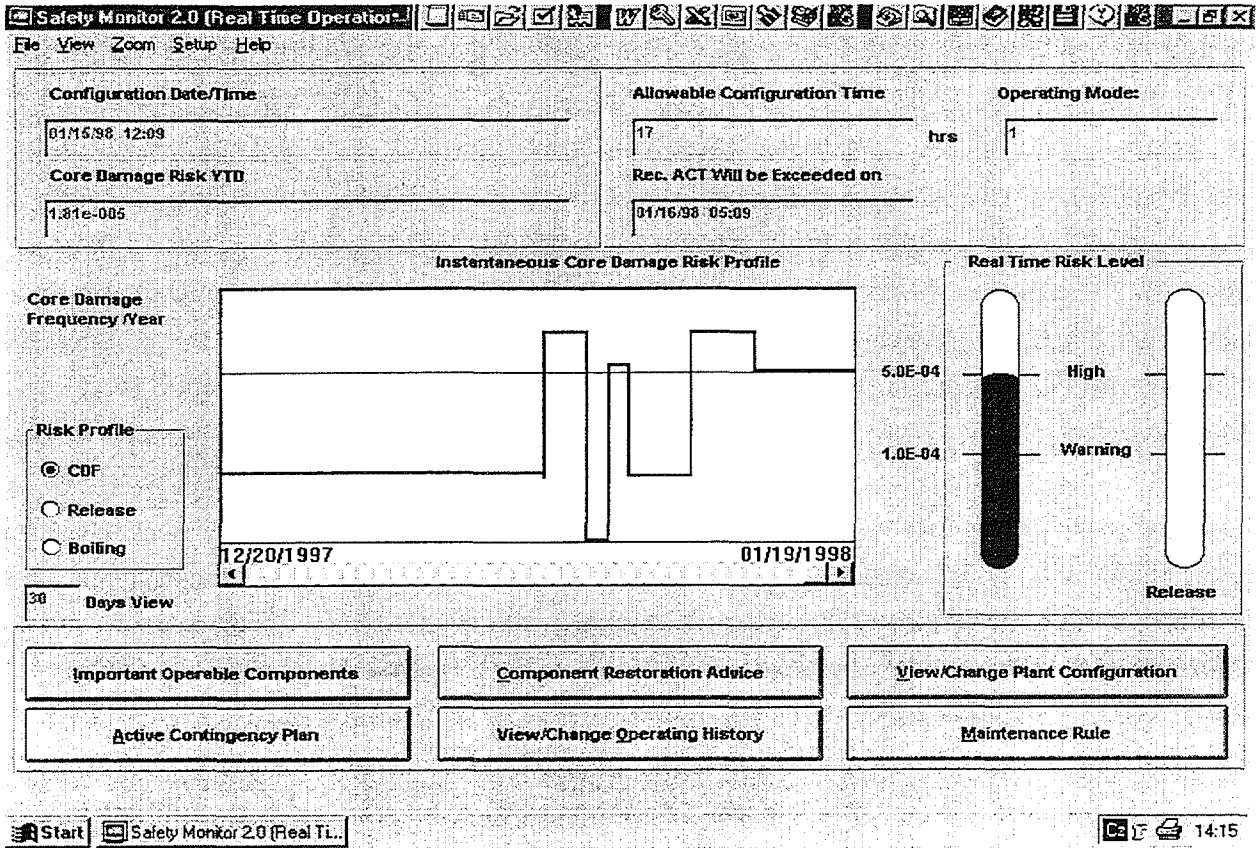 Safety Monitor 2.0 (Real Time Operation
File View Zoom Setup Help
Configuration Date/Time
01/15/98 12:09
Core Damage Risk YTD
1.81e-005
Allowable Configuration Time
17 hrs
Operating Mode:
1
Rec. ACT Will be Exceeded on
01/16/98 05:09
Instantaneous Core Damage Risk Profile
Core Damage
Frequency /Year
Risk Profile
CDF
Release
Boiling
30 Days View
12/20/1997 01/19/1998
Real Time Risk Level
5.0E-04 High
1.0E-04 Warning
Release
Important Operable Components
Component Restoration Advice
View/Change Plant Configuration
Active Contingency Plan
View/Change Operating History
Maintenance Rule
Start Safety Monitor 2.0 (Real Ti... 14:15